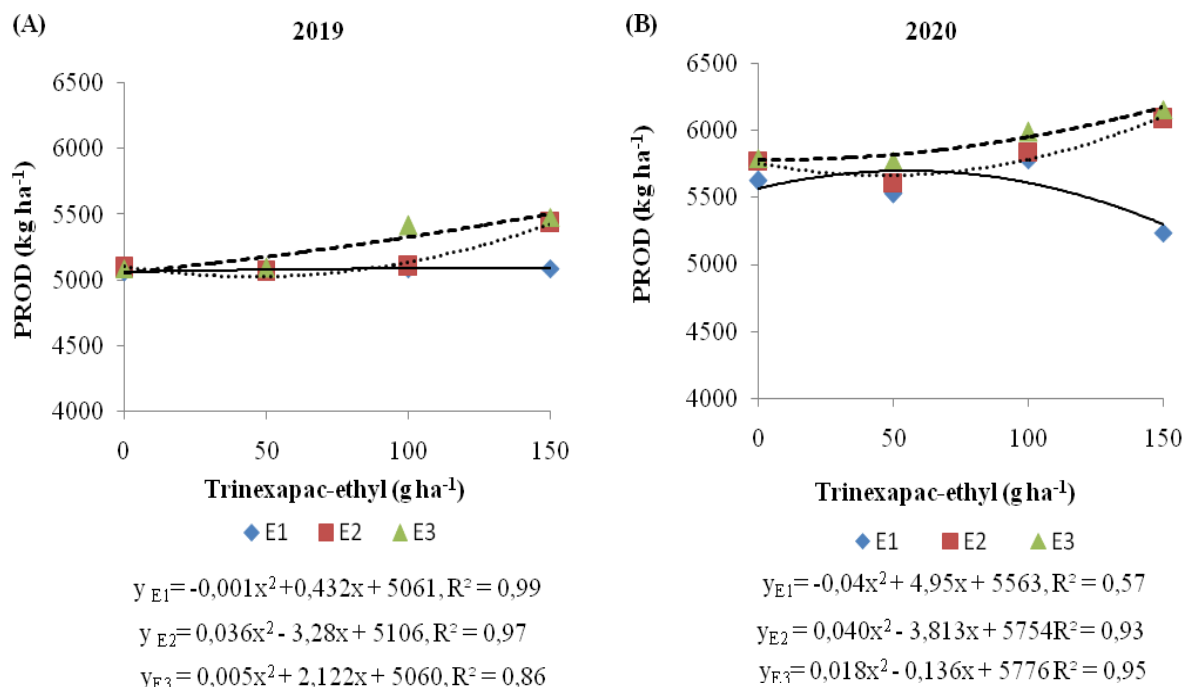 (A)
2019
6500
6000
5500
5000
4500
4000
PROD (kg ha⁻¹)
0 50 100 150
Trinexapac-ethyl (g ha⁻¹)
E1 E2 E3
y E1= -0,001x² +0,432x + 5061, R² = 0,99
y E2= 0,036x² - 3,28x + 5106, R² = 0,97
yE3 = 0,005x² + 2,122x + 5060, R² = 0,86
(B)
2020
6500
6000
5500
5000
4500
4000
PROD (kg ha⁻¹)
0 50 100 150
Trinexapac-ethyl (g ha⁻¹)
E1 E2 E3
yE1= -0,04x² + 4,95x + 5563, R² = 0,57
yE2= 0,040x² - 3,813x + 5754R² = 0,93
yE3= 0,018x² - 0,136x + 5776 R² = 0,95